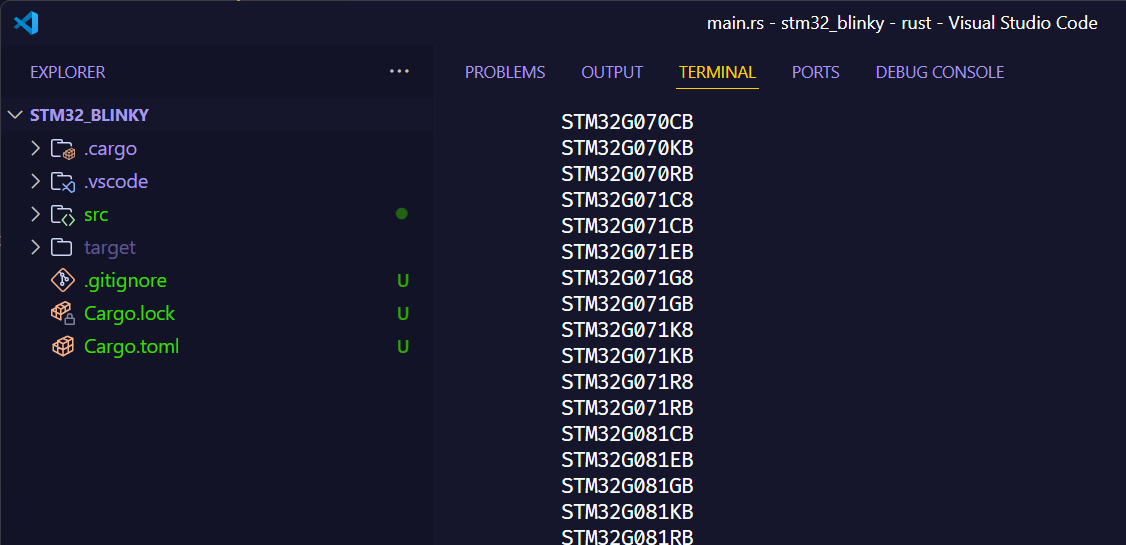 main.rs - stm32_blinky - rust - Visual Studio Code
EXPLORER
STM32_BLINKY
.cargo
.vscode
src
target
.gitignore U
Cargo.lock U
Cargo.toml U
PROBLEMS OUTPUT TERMINAL PORTS DEBUG CONSOLE
STM32G070CB
STM32G070KB
STM32G070RB
STM32G071C8
STM32G071CB
STM32G071EB
STM32G071G8
STM32G071GB
STM32G071K8
STM32G071KB
STM32G071R8
STM32G071RB
STM32G081CB
STM32G081EB
STM32G081GB
STM32G081KB
STM32G081RB